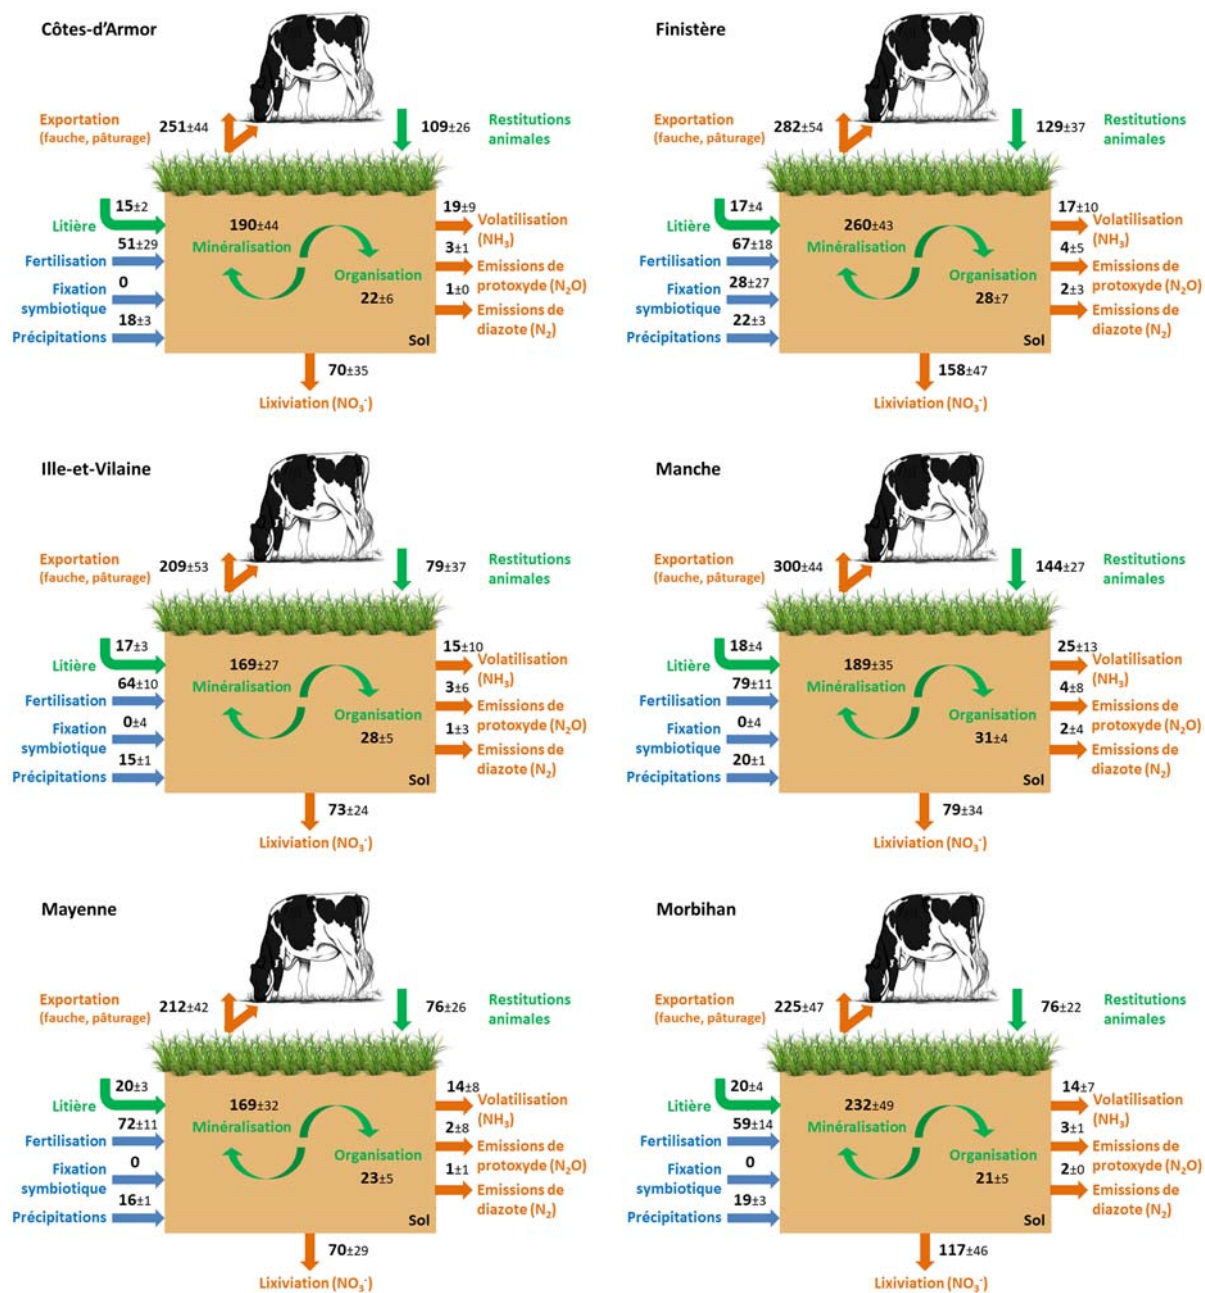 Côtes-d'Armor
Exportation
(fauche, pâturage)
251±44
109±26
Restitutions
animales
15±2
Litière
51±29
Fertilisation
0
Fixation
symbiotique
18±3
Précipitations
190±44
Minéralisation
Organisation
22±6
Sol
19±9
Volatilisation
(NH₃)
3±1
Emissions de
protoxyde (N₂O)
1±0
Emissions de
diazote (N₂)
70±35
Lixiviation (NO₃⁻)
Finistère
Exportation
(fauche, pâturage)
282±54
129±37
Restitutions
animales
17±4
Litière
67±18
Fertilisation
28±27
Fixation
symbiotique
22±3
Précipitations
260±43
Minéralisation
Organisation
28±7
Sol
17±10
Volatilisation
(NH₃)
4±5
Emissions de
protoxyde (N₂O)
2±3
Emissions de
diazote (N₂)
158±47
Lixiviation (NO₃⁻)
Ille-et-Vilaine
Exportation
(fauche, pâturage)
209±53
79±37
Restitutions
animales
17±3
Litière
64±10
Fertilisation
0±4
Fixation
symbiotique
15±1
Précipitations
169±27
Minéralisation
Organisation
28±5
Sol
15±10
Volatilisation
(NH₃)
3±6
Emissions de
protoxyde (N₂O)
1±3
Emissions de
diazote (N₂)
73±24
Lixiviation (NO₃⁻)
Manche
Exportation
(fauche, pâturage)
300±44
144±27
Restitutions
animales
18±4
Litière
79±11
Fertilisation
0±4
Fixation
symbiotique
20±1
Précipitations
189±35
Minéralisation
Organisation
31±4
Sol
25±13
Volatilisation
(NH₃)
4±8
Emissions de
protoxyde (N₂O)
2±4
Emissions de
diazote (N₂)
79±34
Lixiviation (NO₃⁻)
Mayenne
Exportation
(fauche, pâturage)
212±42
76±26
Restitutions
animales
20±3
Litière
72±11
Fertilisation
0
Fixation
symbiotique
16±1
Précipitations
169±32
Minéralisation
Organisation
23±5
Sol
14±8
Volatilisation
(NH₃)
2±8
Emissions de
protoxyde (N₂O)
1±1
Emissions de
diazote (N₂)
70±29
Lixiviation (NO₃⁻)
Morbihan
Exportation
(fauche, pâturage)
225±47
76±22
Restitutions
animales
20±4
Litière
59±14
Fertilisation
0
Fixation
symbiotique
19±3
Précipitations
232±49
Minéralisation
Organisation
21±5
Sol
14±7
Volatilisation
(NH₃)
3±1
Emissions de
protoxyde (N₂O)
2±0
Emissions de
diazote (N₂)
117±46
Lixiviation (NO₃⁻)